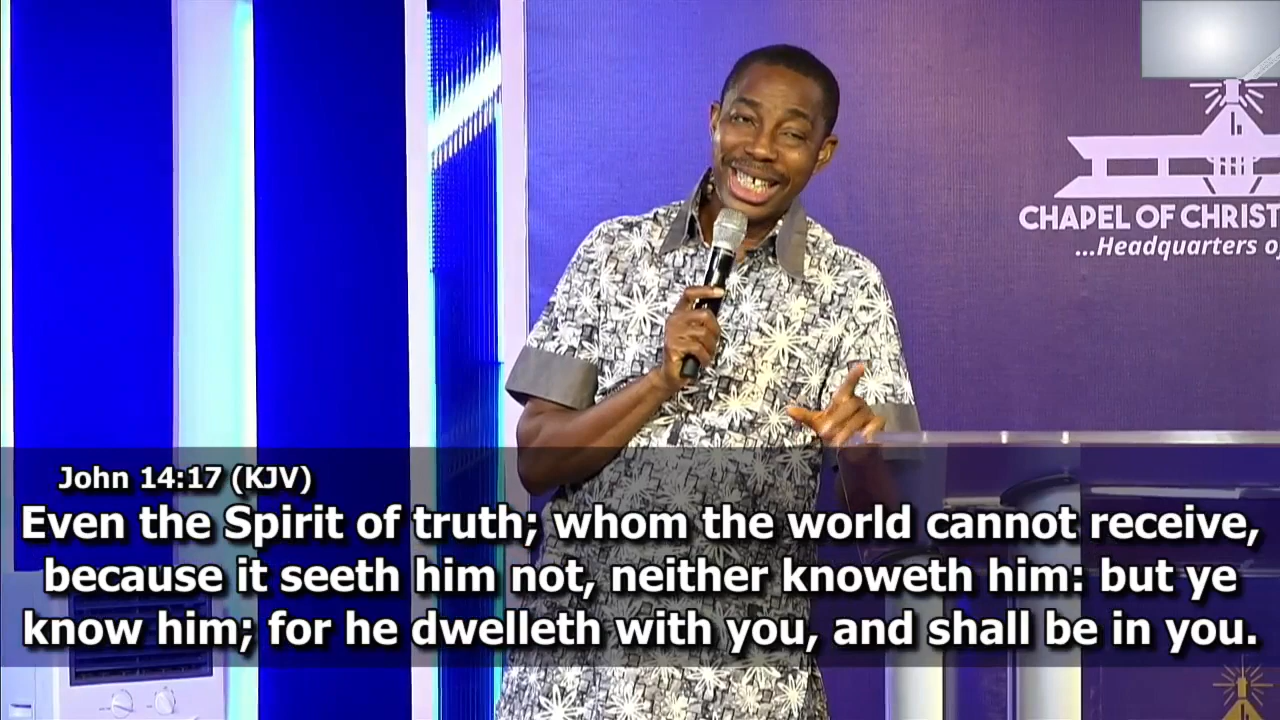 CHAPEL OF CHRIST
...Headquarters of
John 14:17 (KJV)
Even the Spirit of truth; whom the world cannot receive,
because it seeth him not, neither knoweth him: but ye
know him; for he dwelleth with you, and shall be in you.